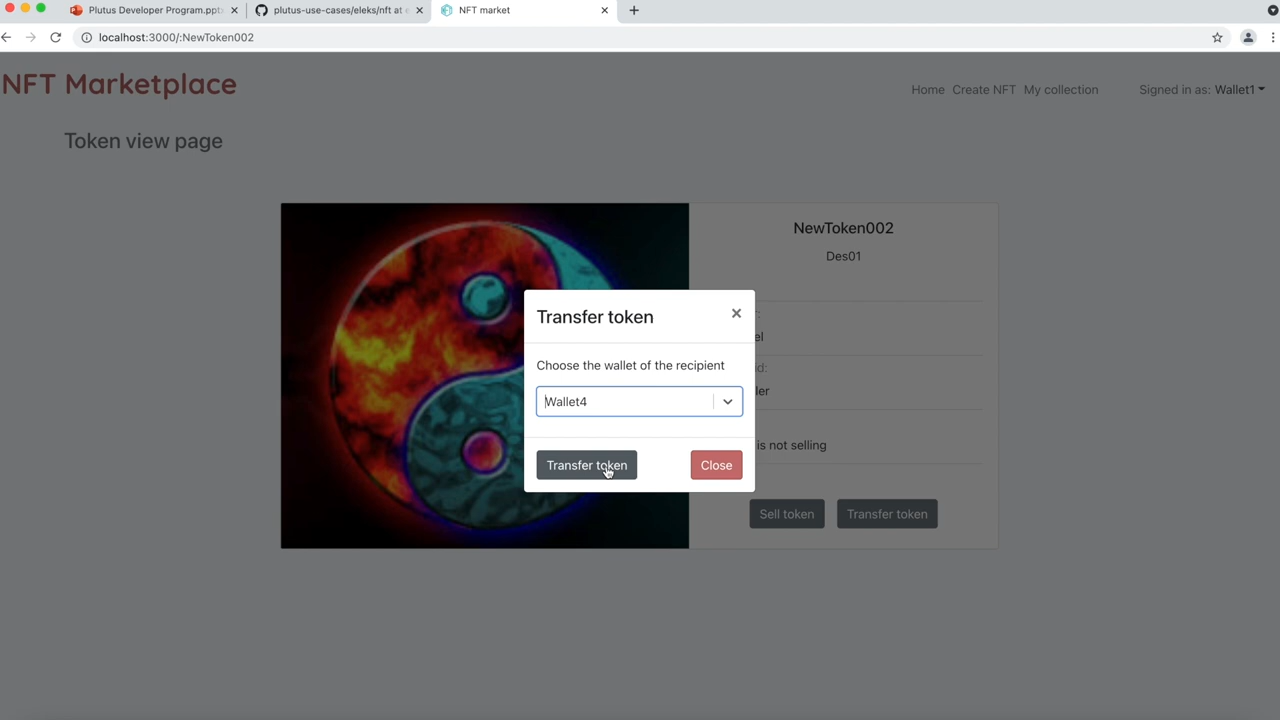 Plutus Developer Program.ppt
plutus-use-cases/eleks/nft at
NFT market
localhost:3000/:NewToken002
NFT Marketplace
Home Create NFT My collection
Signed in as: Wallet1
Token view page
NewToken002
Des01
Transfer token
Choose the wallet of the recipient
Wallet4
is not selling
Transfer token
Close
Sell token
Transfer token